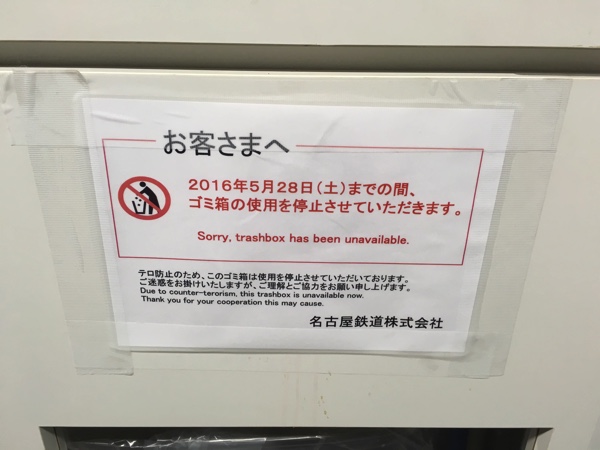 お客さまへ
2016年5月28日(土)までの間、
ゴミ箱の使用を停止させていただきます。
Sorry, trashbox has been unavailable.
テロ防止のため、このゴミ箱は使用を停止させていただいております。
ご迷惑をお掛けいたしますが、ご理解とご協力をお願い申し上げます。
Due to counter-terorism, this trashbox is unavailable now.
Thank you for your cooperation this may cause.
名古屋鉄道株式会社